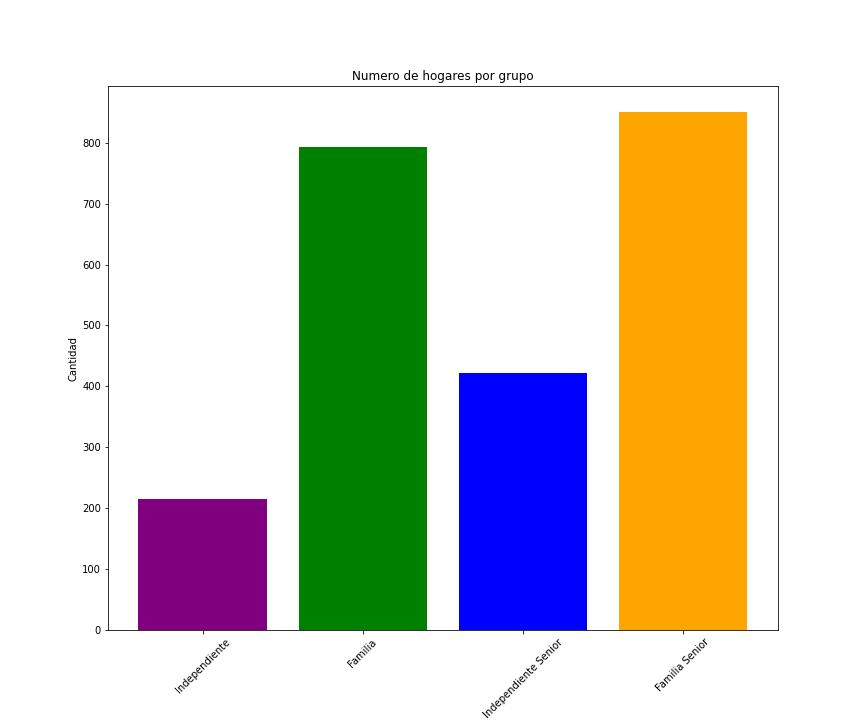 Numero de hogares por grupo
Cantidad
800
700
600
500
400
300
200
100
0
Independiente
Familia
Independiente Senior
Familia Senior